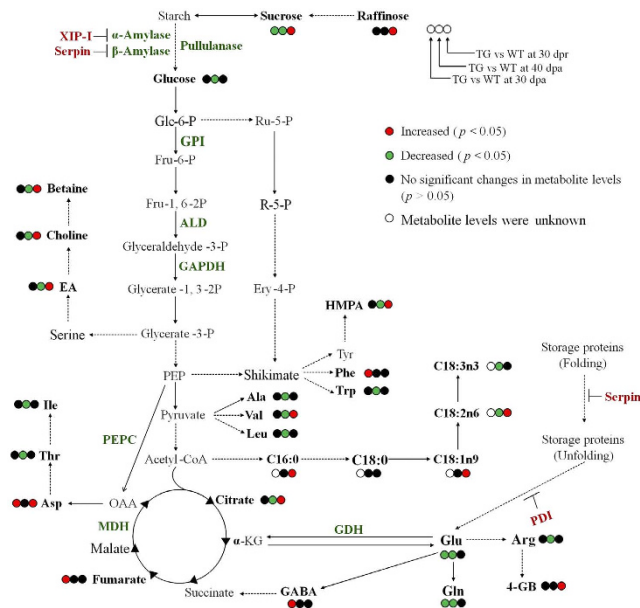 Starch
Sucrose
Raffinose
XIP-I
α-Amylase
Serpin
β-Amylase
Pullulanase
TG vs WT at 30 dpr
TG vs WT at 40 dpa
TG vs WT at 30 dpa
Glucose
Glc-6-P
Ru-5-P
GPI
Increased (p < 0.05)
Fru-6-P
Decreased (p < 0.05)
No significant changes in metabolite levels
(p > 0.05)
Metabolite levels were unknown
Betaine
Fru-1, 6-2P
R-5-P
ALD
Choline
Glyceraldehyde -3-P
GAPDH
EA
Glycerate -1, 3-2P
Ery-4-P
HMPA
Serine
Glycerate -3-P
Tyr
C18:3n3
Storage proteins
(Folding)
PEP
Shikimate
Phe
Trp
Serpin
Ile
Ala
Pyruvate
Val
C18:2n6
Leu
PEPC
Storage proteins
(Unfolding)
Thr
Acetyl-CoA
C16:0
C18:0
C18:1n9
Asp
OAA
Citrate
PDI
MDH
GDH
α-KG
Glu
Arg
Malate
Fumarate
Succinate
GABA
Gln
4-GB